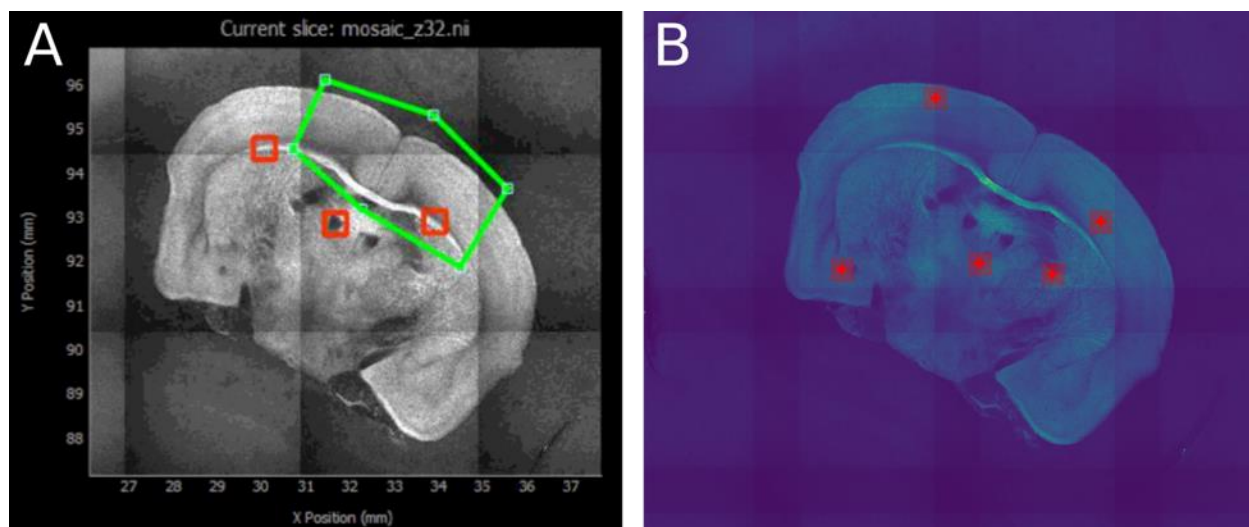 A
Current slice: mosaic_z32.nii
B
Y Position (mm)
96
95
94
93
92
91
90
89
88
27 28 29 30 31 32 33 34 35 36 37
X Position (mm)